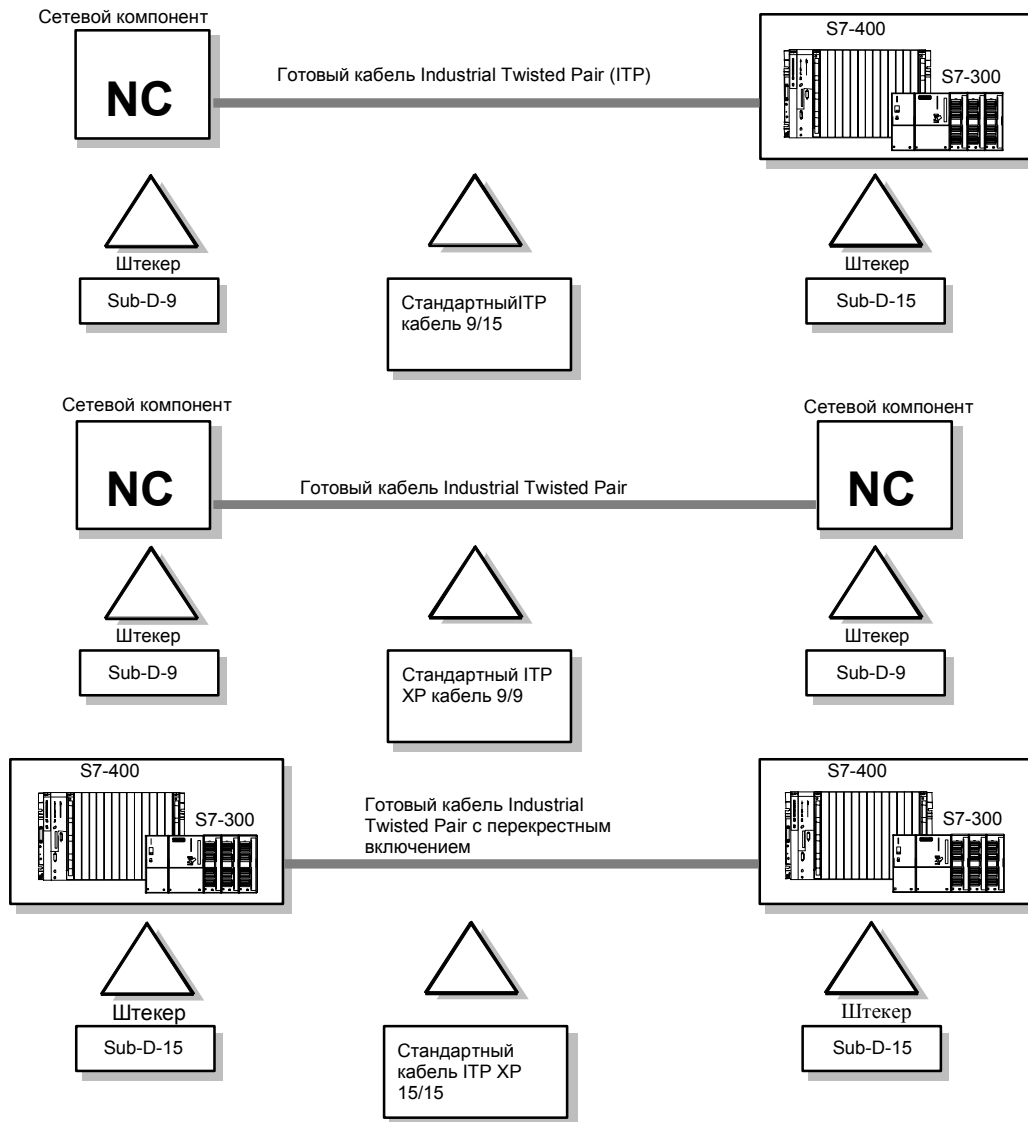 Сетевой компонент
NC
Готовый кабель Industrial Twisted Pair (ITP)
S7-400
S7-300
Штекер
Sub-D-9
СтандартныйITP
кабель 9/15
Штекер
Sub-D-15
Сетевой компонент
NC
Готовый кабель Industrial Twisted Pair
Сетевой компонент
NC
Штекер
Sub-D-9
Стандартный ITP
XP кабель 9/9
Штекер
Sub-D-9
S7-400
S7-300
Готовый кабель Industrial
Twisted Pair с перекрестным
включением
S7-400
S7-300
Штекер
Sub-D-15
Стандартный
кабель ITP XP
15/15
Штекер
Sub-D-15